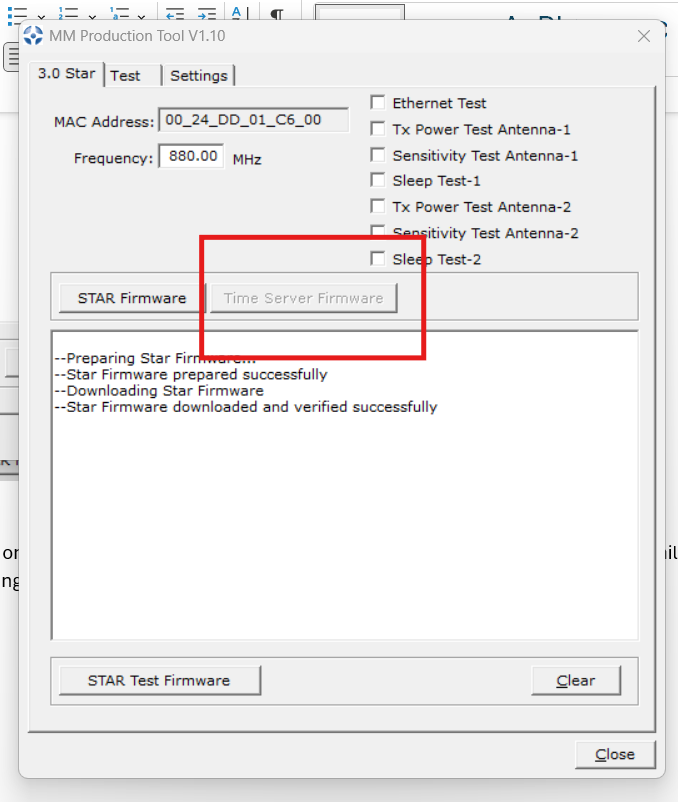 MM Production Tool V1.10
3.0 Star
Test
Settings
MAC Address: 00_24_DD_01_C6_00
Frequency: 880.00 MHz
Ethernet Test
Tx Power Test Antenna-1
Sensitivity Test Antenna-1
Sleep Test-1
Tx Power Test Antenna-2
Sensitivity Test Antenna-2
Sleep Test-2
STAR Firmware
Time Server Firmware
--Preparing Star Firmware...
--Star Firmware prepared successfully
--Downloading Star Firmware
--Star Firmware downloaded and verified successfully
STAR Test Firmware
Clear
Close